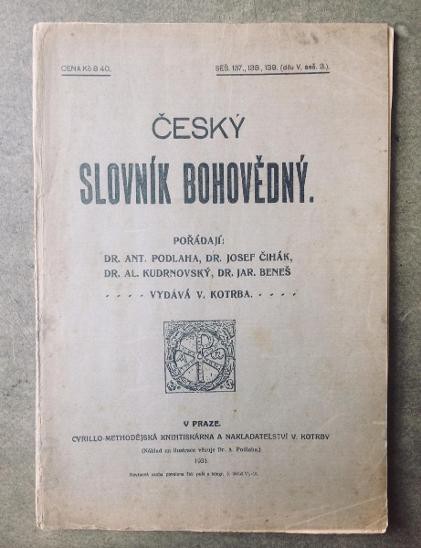 CENA Kč 8·40.
SEŠ. 137., 138., 139. (dílu V. seš. 3.).
ČESKÝ
SLOVNÍK BOHOVĚDNÝ.
POŘÁDAJÍ:
DR. ANT. PODLAHA, DR. JOSEF ČIHÁK,
DR. AL. KUDRNOVSKÝ, DR. JAR. BENEŠ
VYDÁVÁ V. KOTRBA.
V PRAZE.
CYRILLO-METHODĚJSKÁ KNIHTISKÁRNA A NAKLADATELSTVÍ V. KOTRBY
(Náklad na ilustrace věnuje Dr. A. Podlaha.)